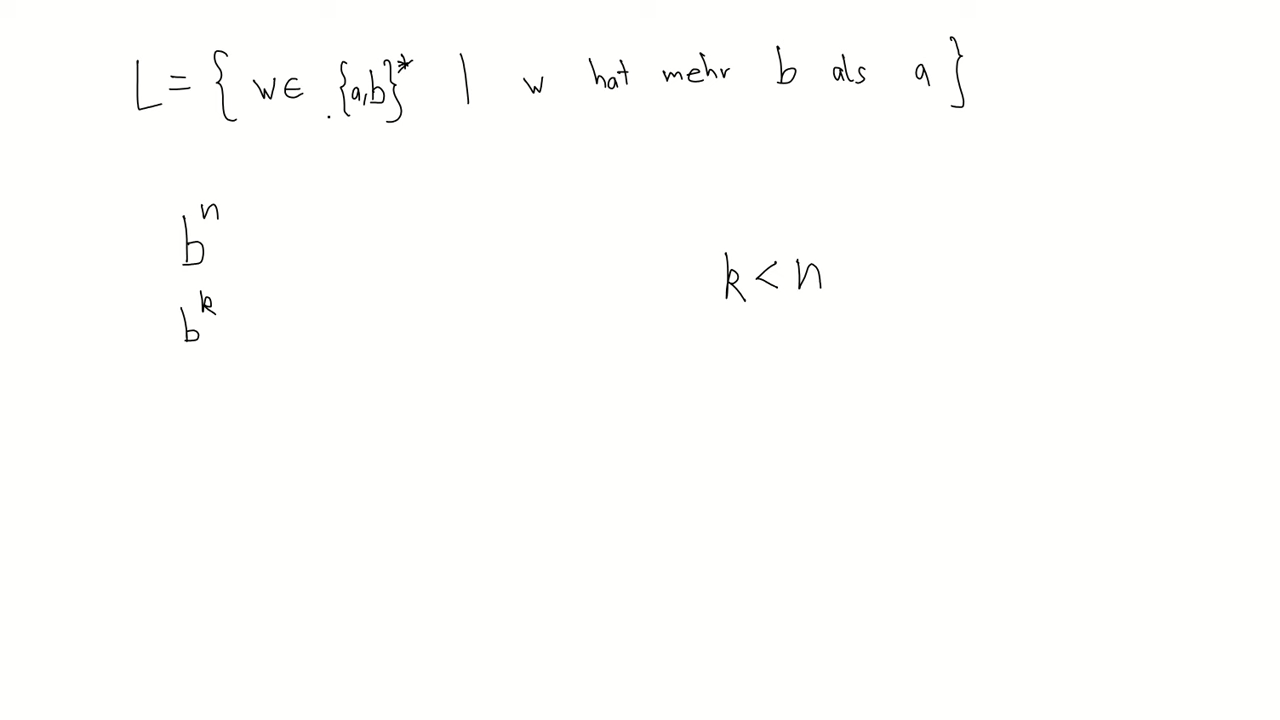 L = { w ∈ {a,b}* | w hat mehr b als a }
bⁿ
k < n
bᵏ